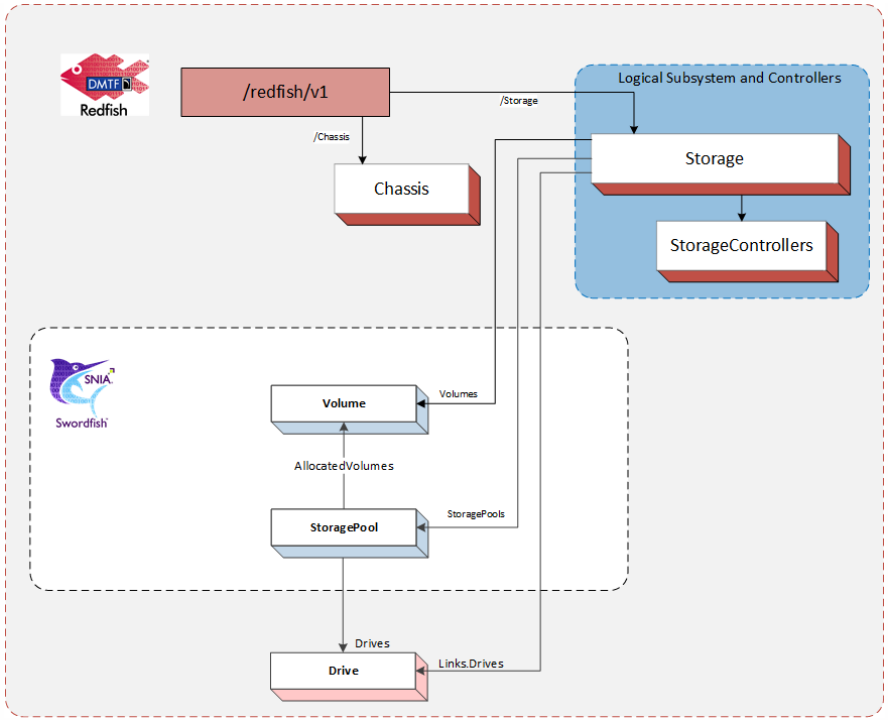 DMTF
Redfish
/redfish/v1
/Storage
/Chassis
Chassis
Logical Subsystem and Controllers
Storage
StorageControllers
SNIA
Swordfish
Volume
Volumes
AllocatedVolumes
StoragePool
StoragePools
Drives
Drive
Links.Drives